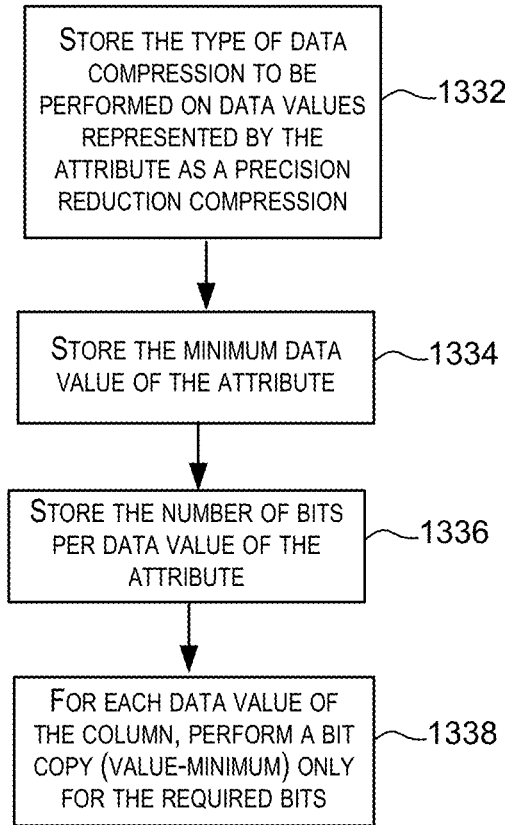 STORE THE TYPE OF DATA
COMPRESSION TO BE
PERFORMED ON DATA VALUES
REPRESENTED BY THE
ATTRIBUTE AS A PRECISION
REDUCTION COMPRESSION
1332
STORE THE MINIMUM DATA
VALUE OF THE ATTRIBUTE
1334
STORE THE NUMBER OF BITS
PER DATA VALUE OF THE
ATTRIBUTE
1336
FOR EACH DATA VALUE OF
THE COLUMN, PERFORM A BIT
COPY (VALUE-MINIMUM) ONLY
FOR THE REQUIRED BITS
1338